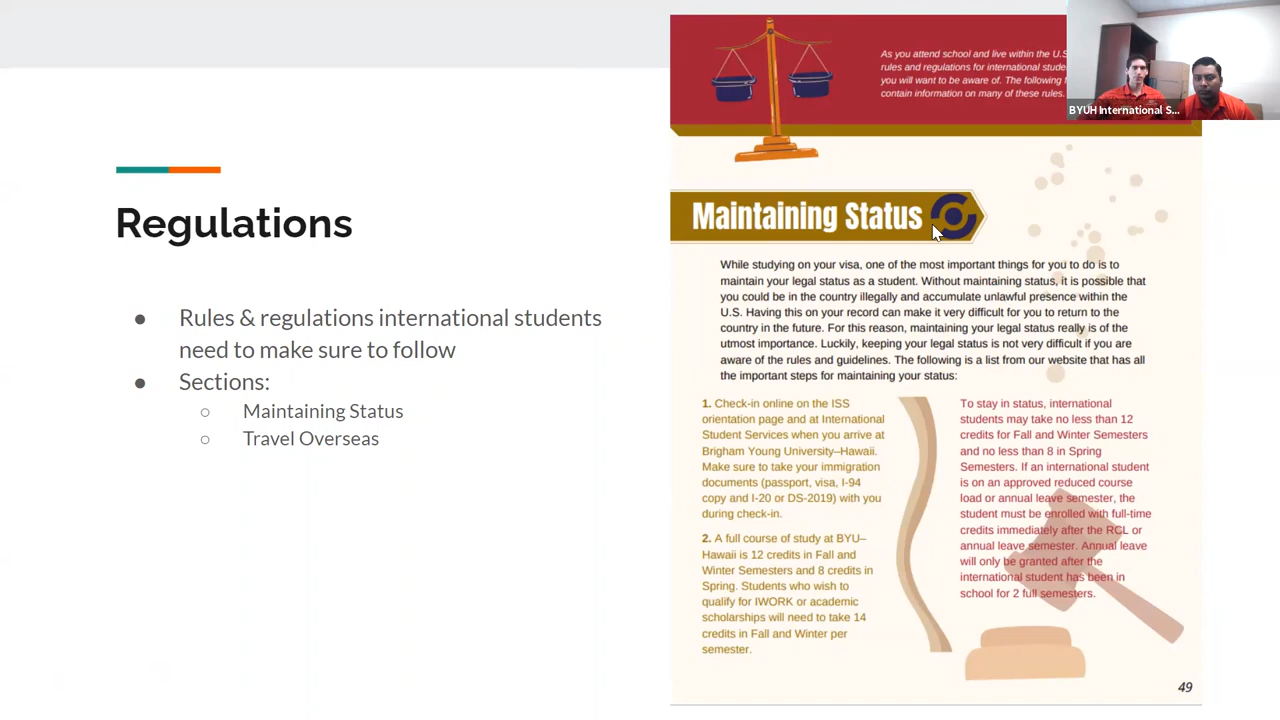 Regulations
● Rules & regulations international students
need to make sure to follow
● Sections:
○ Maintaining Status
○ Travel Overseas
As you attend school and live within the U.S
rules and regulations for international stude
you will want to be aware of. The following
contain information on many of these rules.
BYUH International S...
Maintaining Status
While studying on your visa, one of the most important things for you to do is to
maintain your legal status as a student. Without maintaining status, it is possible that
you could be in the country illegally and accumulate unlawful presence within the
U.S. Having this on your record can make it very difficult for you to return to the
country in the future. For this reason, maintaining your legal status really is of the
utmost importance. Luckily, keeping your legal status is not very difficult if you are
aware of the rules and guidelines. The following is a list from our website that has all
the important steps for maintaining your status:
1. Check-in online on the ISS
orientation page and at International
Student Services when you arrive at
Brigham Young University–Hawaii.
Make sure to take your immigration
documents (passport, visa, I-94
copy and I-20 or DS-2019) with you
during check-in.
2. A full course of study at BYU–
Hawaii is 12 credits in Fall and
Winter Semesters and 8 credits in
Spring. Students who wish to
qualify for IWORK or academic
scholarships will need to take 14
credits in Fall and Winter per
semester.
To stay in status, international
students may take no less than 12
credits for Fall and Winter Semesters
and no less than 8 in Spring
Semesters. If an international student
is on an approved reduced course
load or annual leave semester, the
student must be enrolled with full-time
credits immediately after the RCL or
annual leave semester. Annual leave
will only be granted after the
international student has been in
school for 2 full semesters.
49